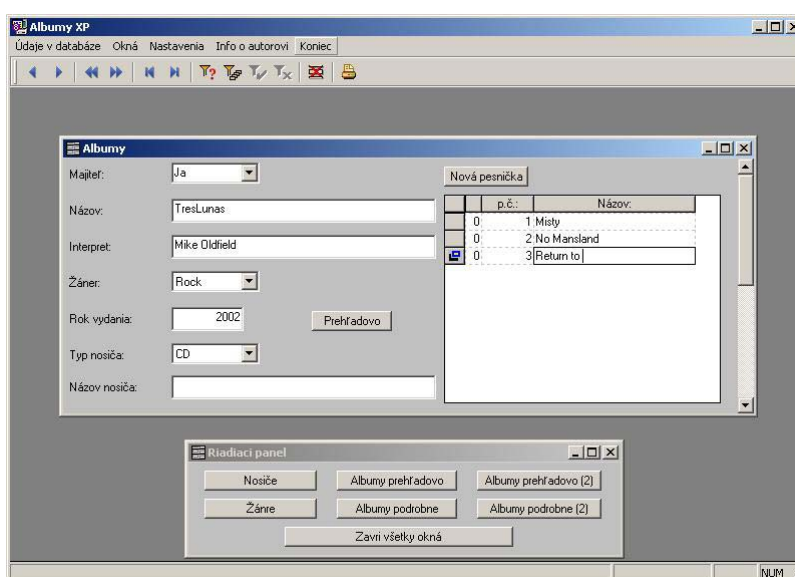 Albumy XP
Údaje v databáze Okná Nastavenia Info o autorovi Koniec
Albumy
Majiteľ: Ja
Názov: TresLunas
Interpret: Mike Oldfield
Žáner: Rock
Rok vydania: 2002
Prehľadovo
Typ nosiča: CD
Názov nosiča:
Nová pesnička
p.č.: Názov:
0 1 Misty
0 2 No Mansland
0 3 Return to
Riadiaci panel
Nosiče Albumy prehľadovo Albumy prehľadovo (2)
Žánre Albumy podrobne Albumy podrobne (2)
Zavri všetky okná
NUM